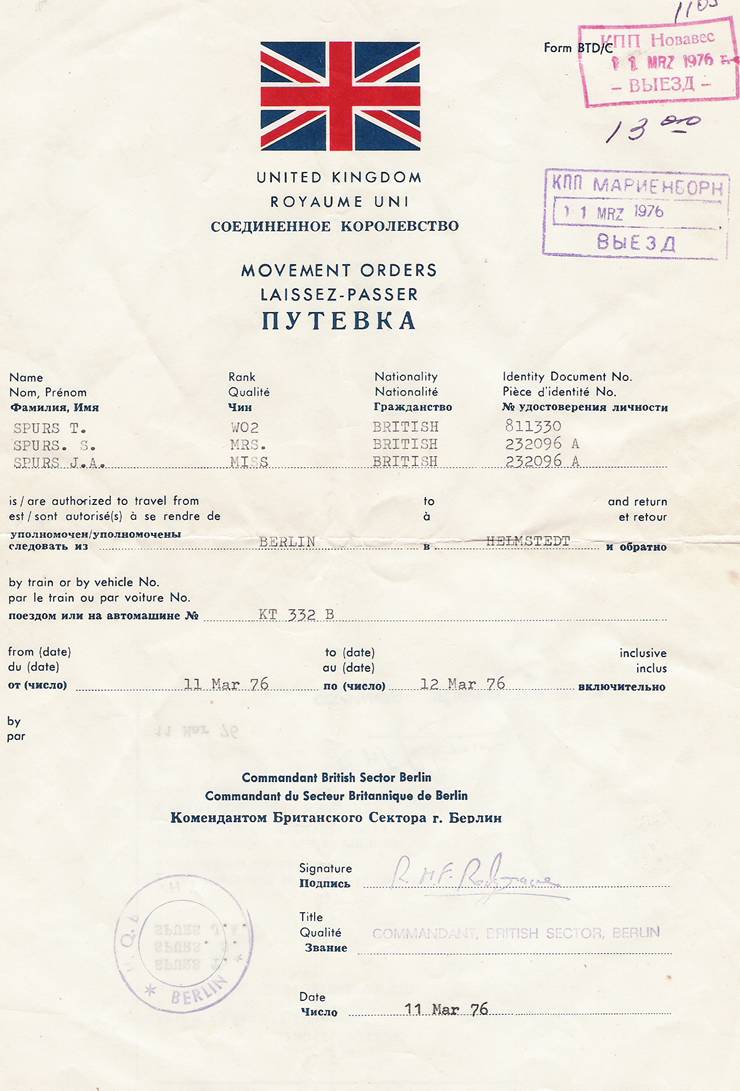 1105
Form BTD/C
КПП Новавес
11 MRZ 1976
– ВЫЕЗД –
13 00
КПП МАРИЕНБОРН
11 MRZ 1976
ВЫЕЗД
UNITED KINGDOM
ROYAUME UNI
СОЕДИНЕННОЕ КОРОЛЕВСТВО
MOVEMENT ORDERS
LAISSEZ-PASSER
ПУТЕВКА
Name Rank Nationality Identity Document No.
Nom, Prénom Qualité Nationalité Pièce d'identité No.
Фамилия, Имя Чин Гражданство № удостоверения личности
SPURS T. WO2 BRITISH 811330
SPURS. S. MRS. BRITISH 232096 A
SPURS J.A. MISS BRITISH 232096 A
is/are authorized to travel from to and return
est/sont autorisé(s) à se rendre de à et retour
уполномочен/уполномочены
следовать из BERLIN в HELMSTEDT и обратно
by train or by vehicle No.
par le train ou par voiture No.
поездом или на автомашине № KT 332 B
from (date) to (date) inclusive
du (date) au (date) inclus
от (число) 11 Mar 76 по (число) 12 Mar 76 включительно
by
par
11 Mar 76
Commandant British Sector Berlin
Commandant du Secteur Britannique de Berlin
Комендантом Британского Сектора г. Берлин
Signature
Подпись
Title
Qualité COMMANDANT, BRITISH SECTOR, BERLIN
Звание
H.Q.
SPURS T.
SPURS. S.
SPURS J.A.
* BERLIN *
Date
Число 11 Mar 76